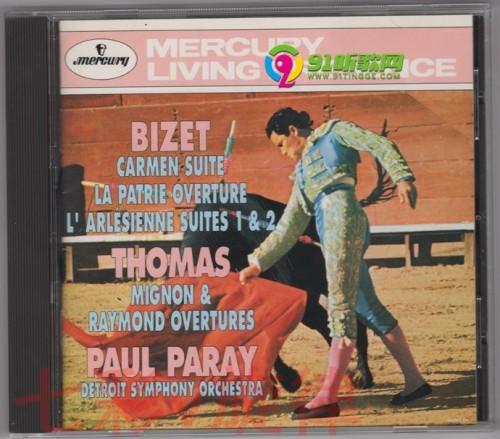 mercury
MERCURY
LIVING
NCE
91听歌网
WWW.91TINGGE.COM
BIZET
CARMEN SUITE
LA PATRIE OVERTURE
L' ARLÉSIENNE SUITES 1 & 2
THOMAS
MIGNON &
RAYMOND OVERTURES
PAUL PARAY
DETROIT SYMPHONY ORCHESTRA